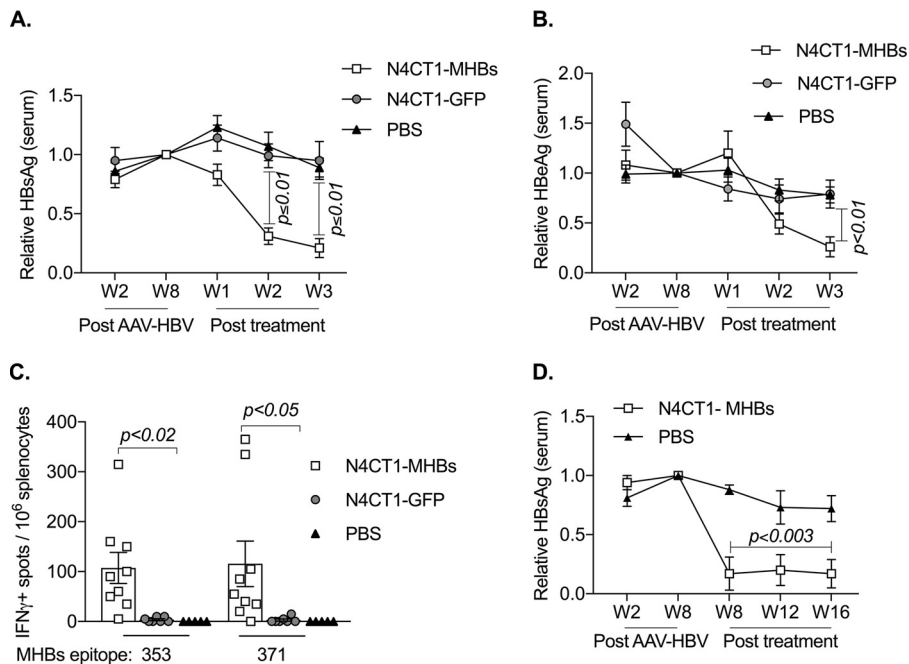 A.
N4CT1-MHBs
N4CT1-GFP
PBS
Relative HBsAg (serum)
1.5
1.0
0.5
0.0
p≤0.01
p≤0.01
W2 W8 W1 W2 W3
Post AAV-HBV Post treatment
B.
N4CT1-MHBs
N4CT1-GFP
PBS
Relative HBeAg (serum)
2.0
1.5
1.0
0.5
0.0
p<0.01
W2 W8 W1 W2 W3
Post AAV-HBV Post treatment
C.
IFNγ+ spots / 10⁶ splenocytes
400
300
200
100
0
p<0.02
p<0.05
N4CT1-MHBs
N4CT1-GFP
PBS
MHBs epitope: 353 371
D.
N4CT1- MHBs
PBS
Relative HBsAg (serum)
1.5
1.0
0.5
0.0
p<0.003
W2 W8 W8 W12 W16
Post AAV-HBV Post treatment